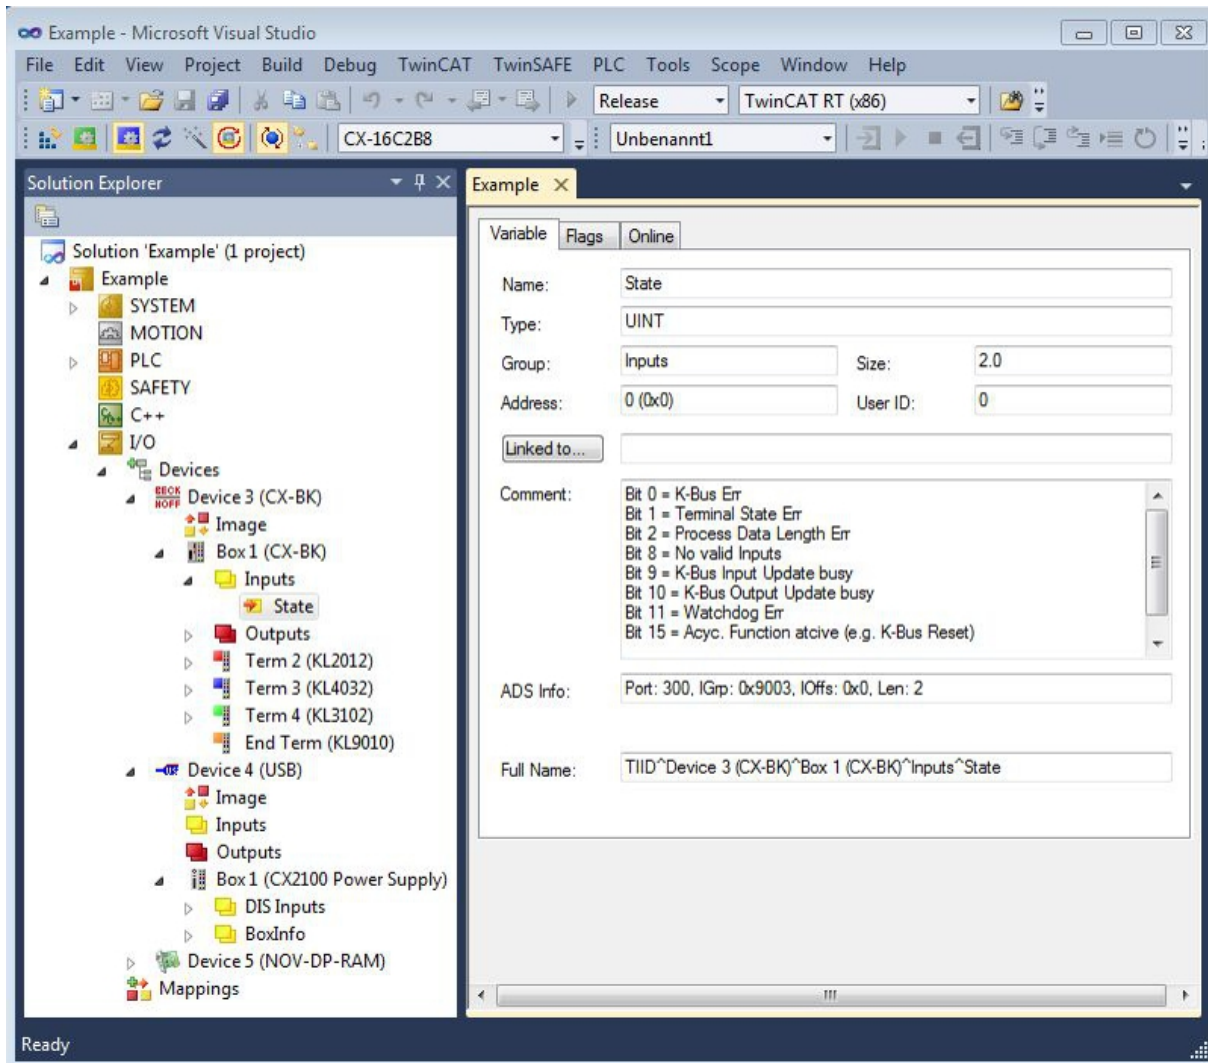 Example - Microsoft Visual Studio
File Edit View Project Build Debug TwinCAT TwinSAFE PLC Tools Scope Window Help
Release TwinCAT RT (x86)
CX-16C2B8 Unbenannt1
Solution Explorer
Example
Solution 'Example' (1 project)
Example
SYSTEM
MOTION
PLC
SAFETY
C++
I/O
Devices
BECK
HOFF
Device 3 (CX-BK)
Image
Box 1 (CX-BK)
Inputs
State
Outputs
Term 2 (KL2012)
Term 3 (KL4032)
Term 4 (KL3102)
End Term (KL9010)
Device 4 (USB)
Image
Inputs
Outputs
Box 1 (CX2100 Power Supply)
DIS Inputs
BoxInfo
Device 5 (NOV-DP-RAM)
Mappings
Variable Flags Online
Name: State
Type: UINT
Group: Inputs Size: 2.0
Address: 0 (0x0) User ID: 0
Linked to...
Comment: Bit 0 = K-Bus Err
Bit 1 = Terminal State Err
Bit 2 = Process Data Length Err
Bit 8 = No valid Inputs
Bit 9 = K-Bus Input Update busy
Bit 10 = K-Bus Output Update busy
Bit 11 = Watchdog Err
Bit 15 = Acyc. Function atcive (e.g. K-Bus Reset)
ADS Info: Port: 300, IGrp: 0x9003, IOffs: 0x0, Len: 2
Full Name: TIID^Device 3 (CX-BK)^Box 1 (CX-BK)^Inputs^State
Ready